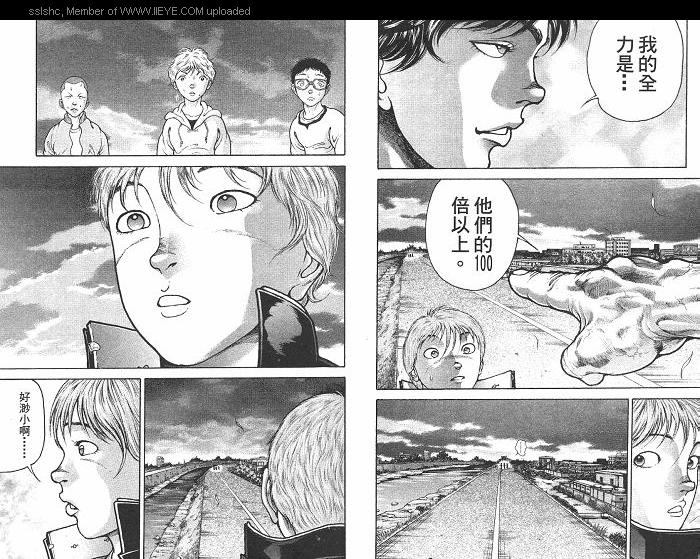 sslshc, Member of WWW.IIEYE.COM uploaded
我的全
力是…
他們的100
倍以上。
好渺小啊……